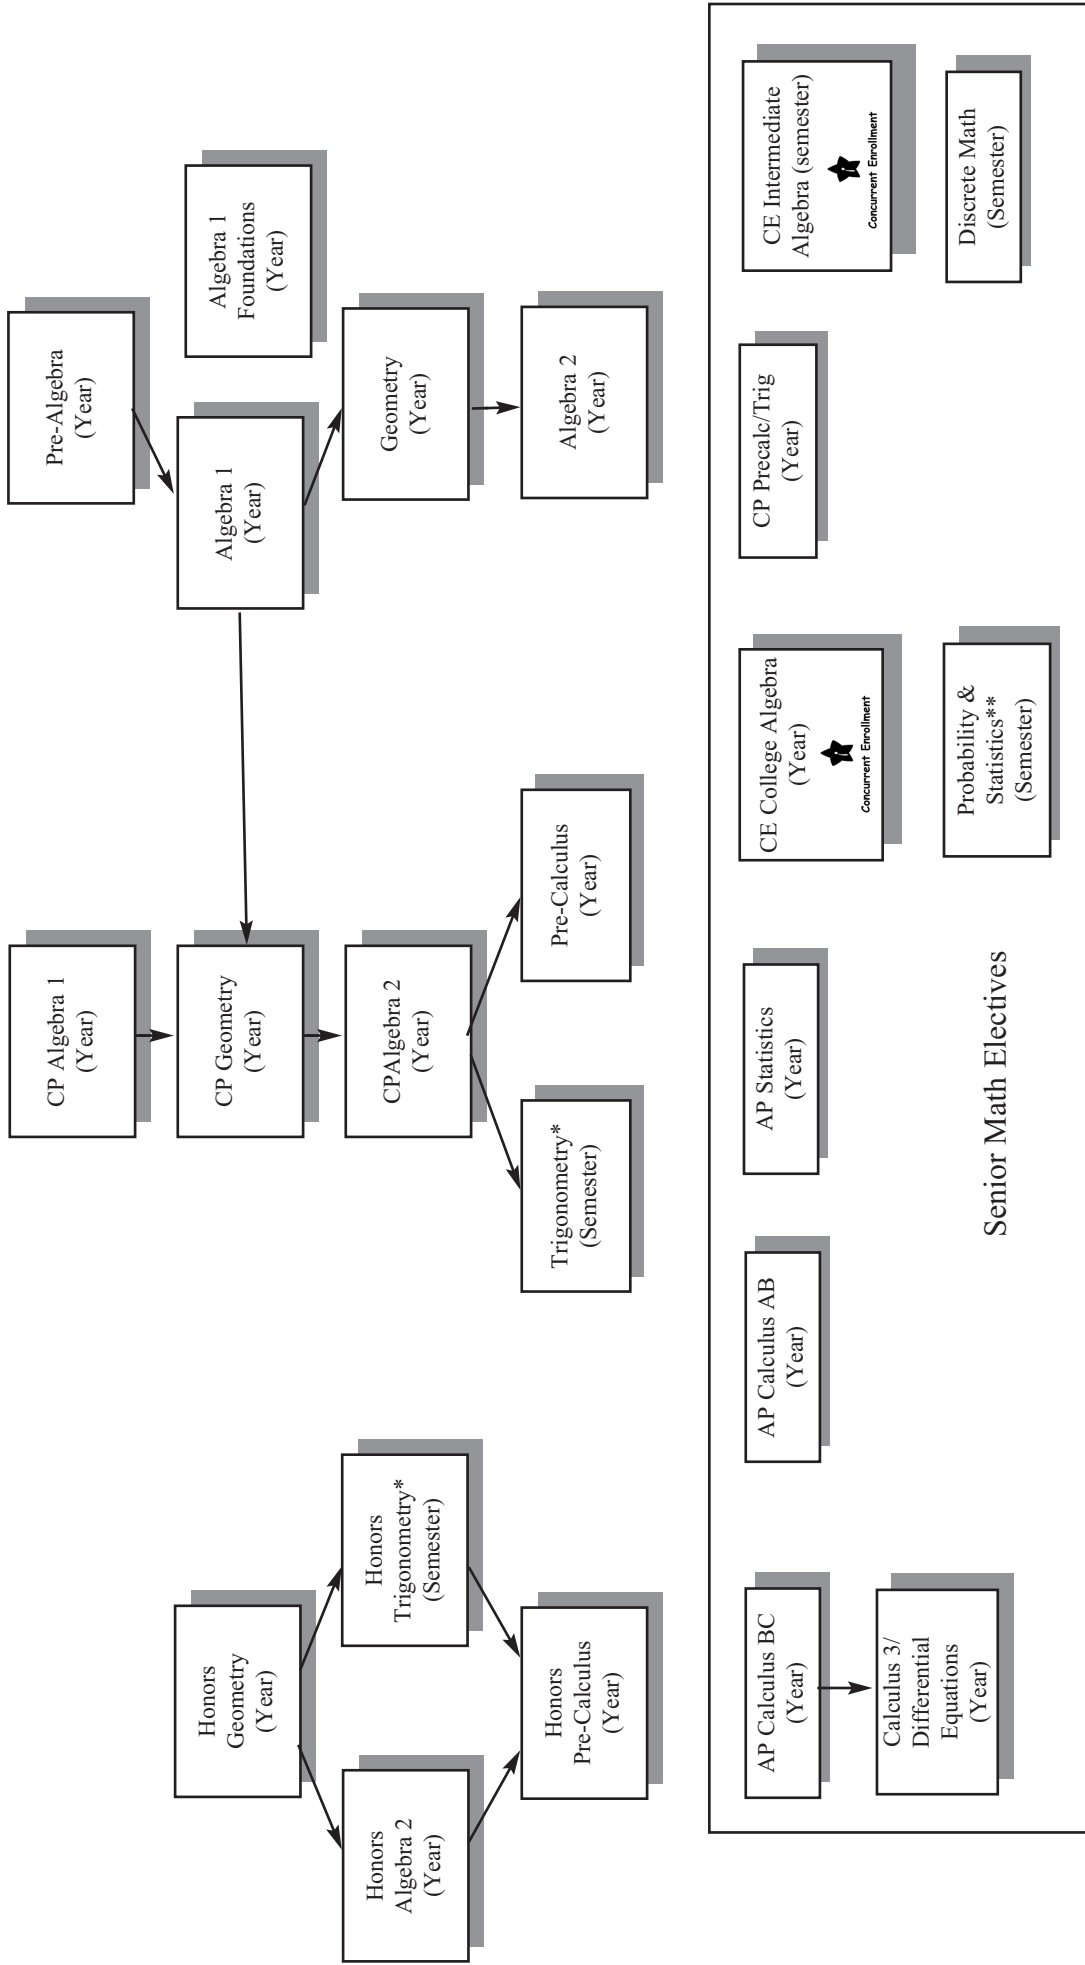 CP Algebra 1
(Year)
Pre-Algebra
(Year)
Honors
Geometry
(Year)
CP Geometry
(Year)
Algebra 1
(Year)
Algebra 1
Foundations
(Year)
Honors
Algebra 2
(Year)
Honors
Trigonometry*
(Semester)
CPAlgebra 2
(Year)
Geometry
(Year)
Honors
Pre-Calculus
(Year)
Trigonometry*
(Semester)
Pre-Calculus
(Year)
Algebra 2
(Year)
AP Calculus BC
(Year)
AP Calculus AB
(Year)
AP Statistics
(Year)
CE College Algebra
(Year)
Concurrent Enrollment
CP Precalc/Trig
(Year)
CE Intermediate
Algebra (semester)
Concurrent Enrollment
Calculus 3/
Differential
Equations
(Year)
Probability &
Statistics**
(Semester)
Discrete Math
(Semester)
Senior Math Electives